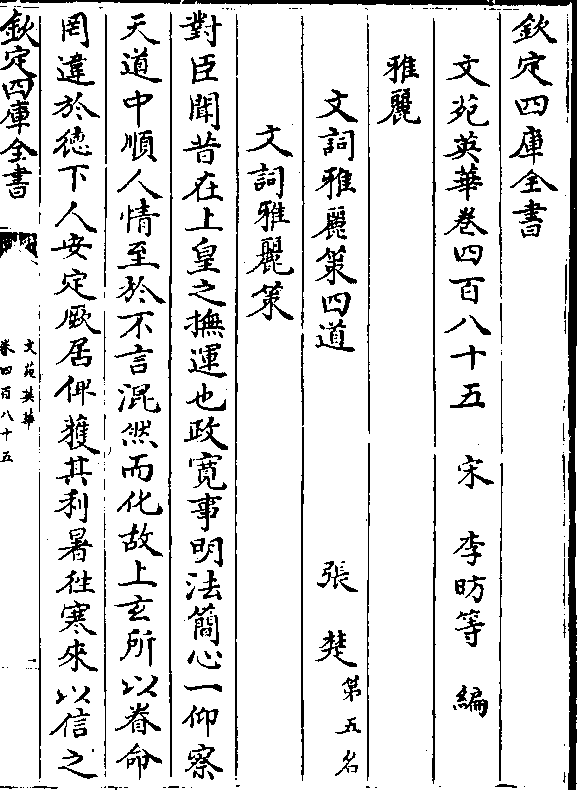 欽定四庫全書
文苑英華卷四百八十五 宋 李昉等 編
雅麗
文詞雅麗策四道 張楚第五名
文詞雅麗策
對臣聞昔在上皇之撫運也政寛事明法簡心一仰察
天道中順人情至於不言混然而化故上玄所以眷命
罔違於徳下人安定厥居俾獲其利暑往寒來以信之
欽定四庫全書
文苑英華
卷四百八十五
一